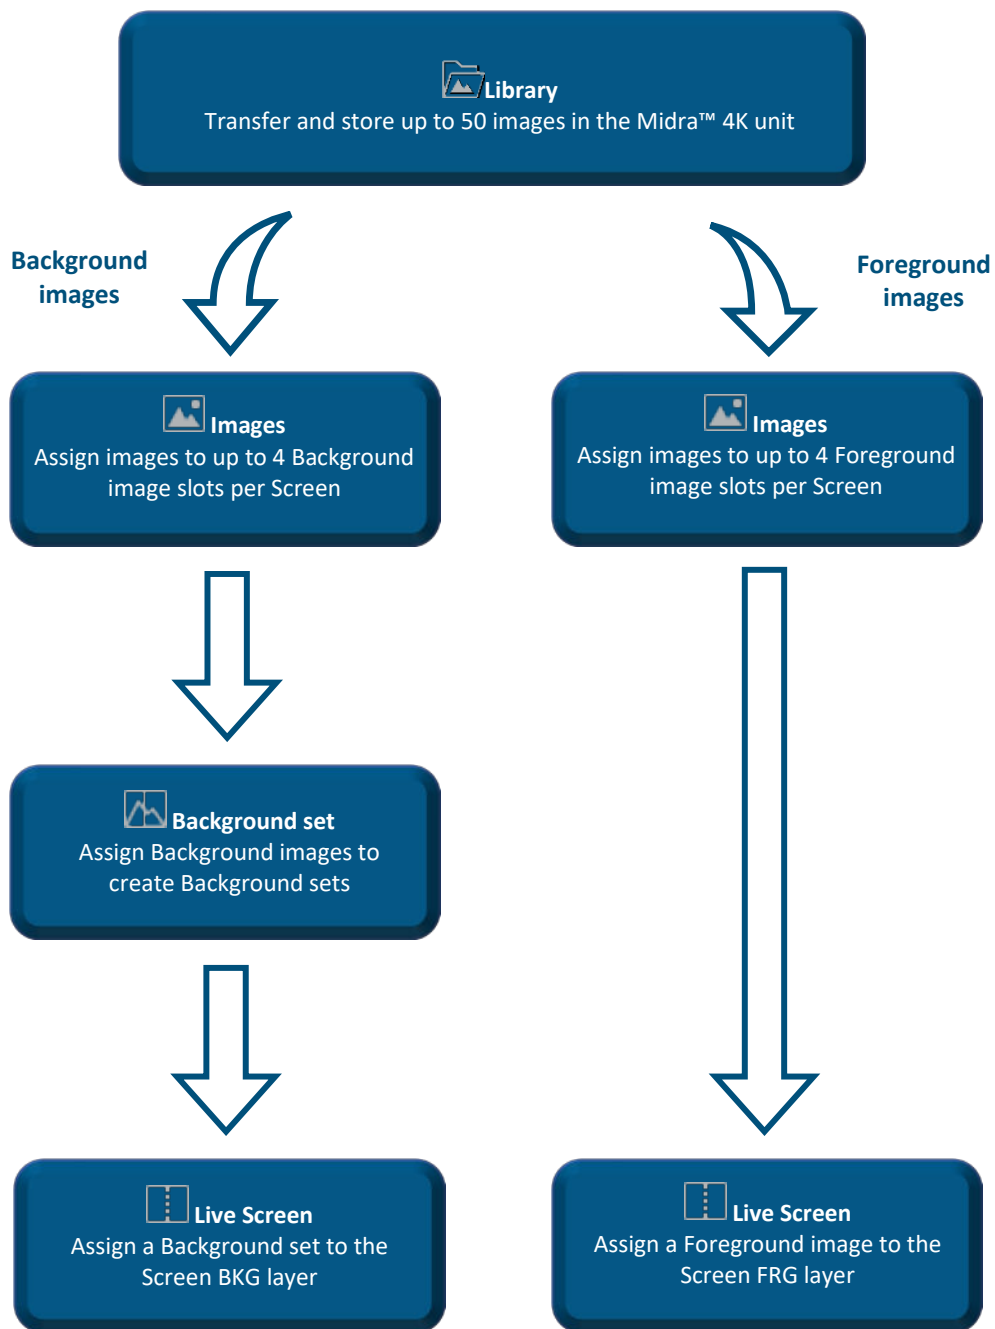 Library
Transfer and store up to 50 images in the Midra™ 4K unit
Background
images
Foreground
images
Images
Assign images to up to 4 Background
image slots per Screen
Images
Assign images to up to 4 Foreground
image slots per Screen
Background set
Assign Background images to
create Background sets
Live Screen
Assign a Background set to the
Screen BKG layer
Live Screen
Assign a Foreground image to the
Screen FRG layer